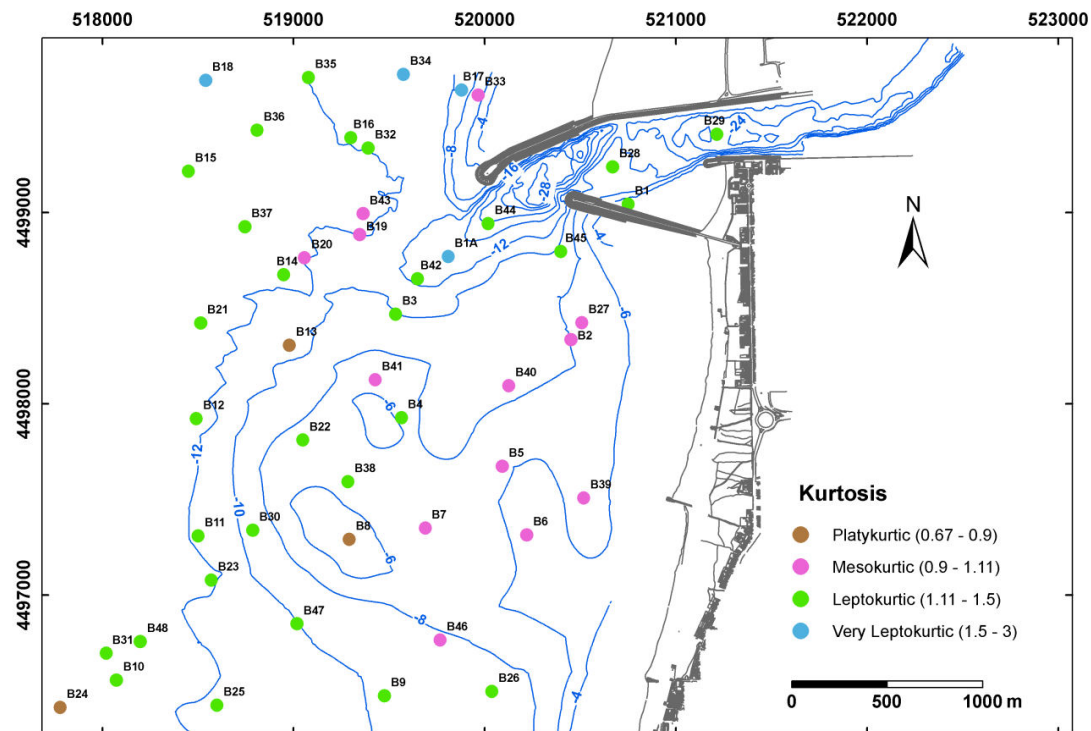 518000 519000 520000 521000 522000 523000
4499000
4498000
4497000
B18
B35
B34
B17
B33
B36
B16
B32
B29
-24
-4
-8
B15
-16
B28
-28
B1
B43
B37
B19
B44
B45
-4
B20
B1A
-12
B42
B14
B3
B21
B27
-6
B13
B2
B41
B40
B12
-6
B4
B22
-12
B5
B38
B39
-10
B11
B30
B8
B7
B6
-6
B23
B47
-8
B46
B31
B48
B10
B24
B25
B9
B26
-4
N
Kurtosis
Platykurtic (0.67 - 0.9)
Mesokurtic (0.9 - 1.11)
Leptokurtic (1.11 - 1.5)
Very Leptokurtic (1.5 - 3)
0 500 1000 m